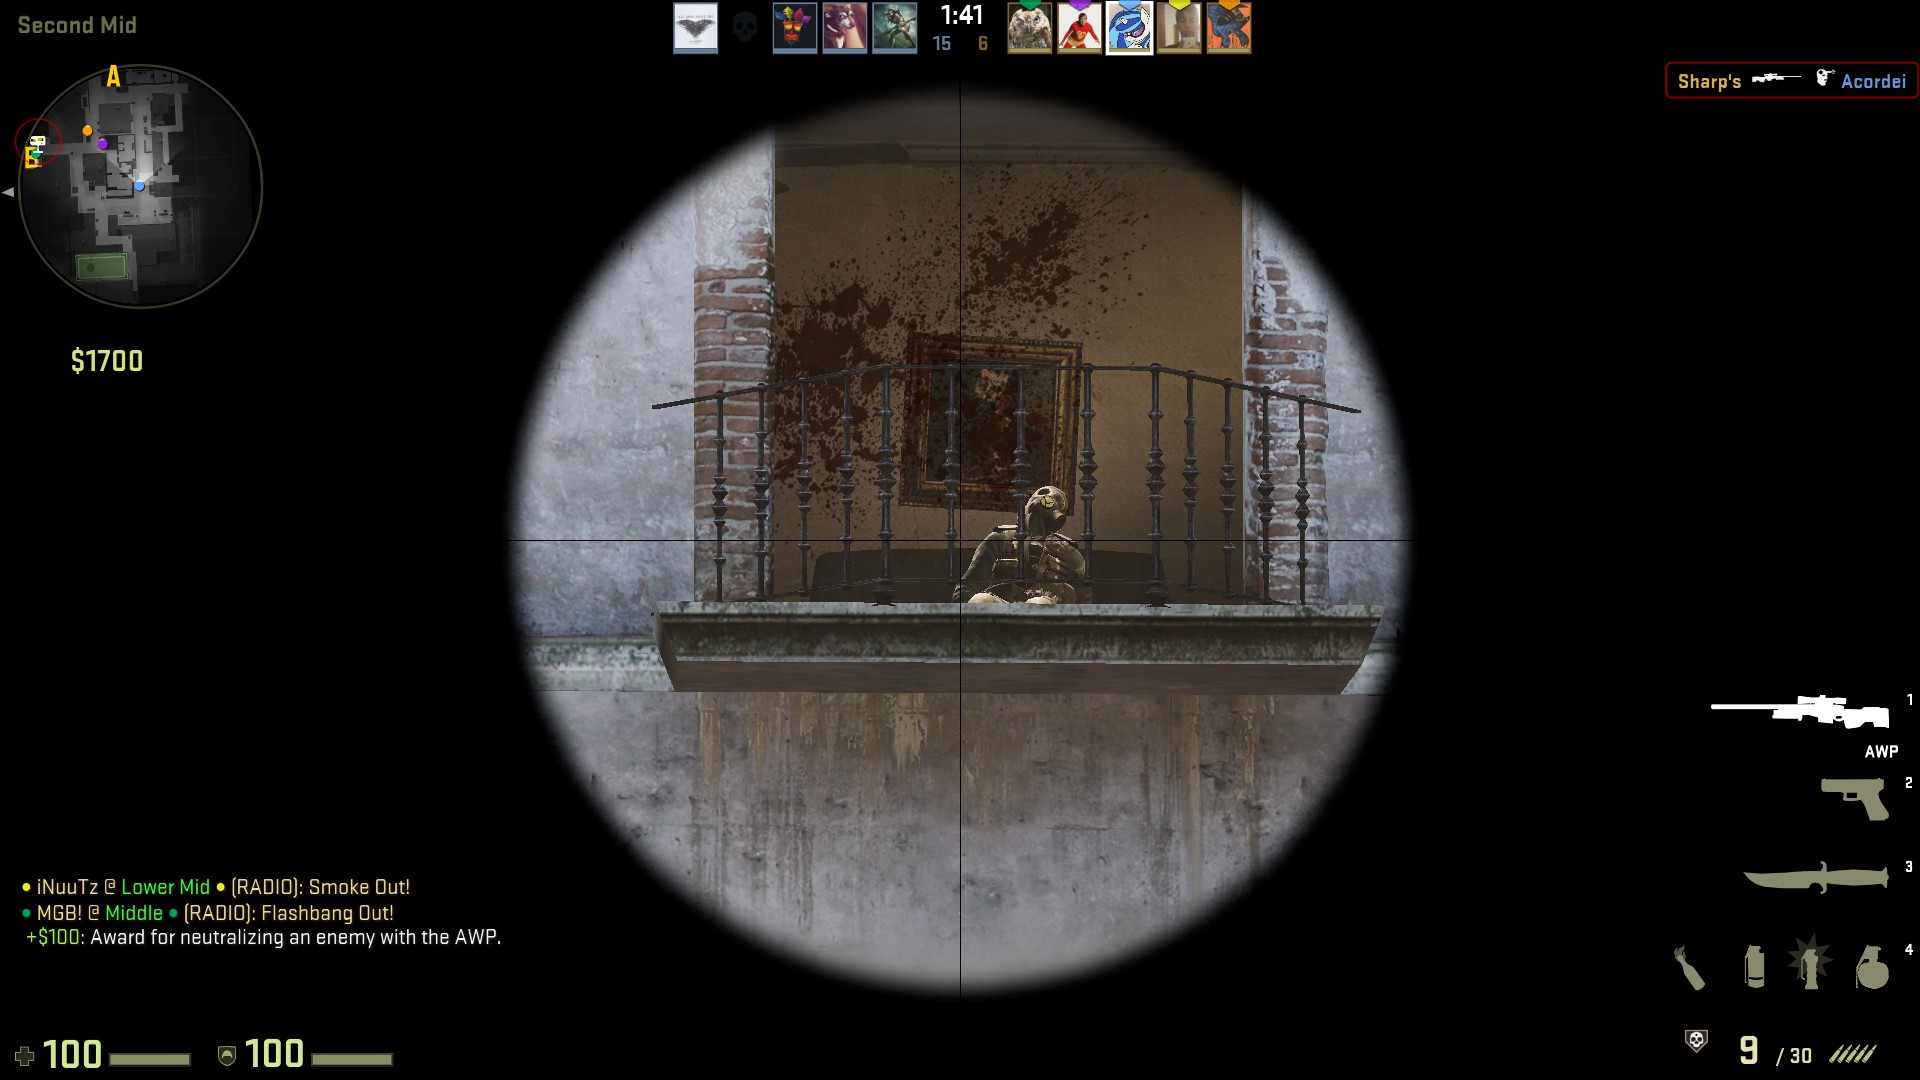 Second Mid
1:41
15 6
A
B
Sharp's Acordei
$1700
1
AWP
2
3
4
• iNuuTz @ Lower Mid • (RADIO): Smoke Out!
• MGB! @ Middle • (RADIO): Flashbang Out!
+$100: Award for neutralizing an enemy with the AWP.
100 100
9 / 30